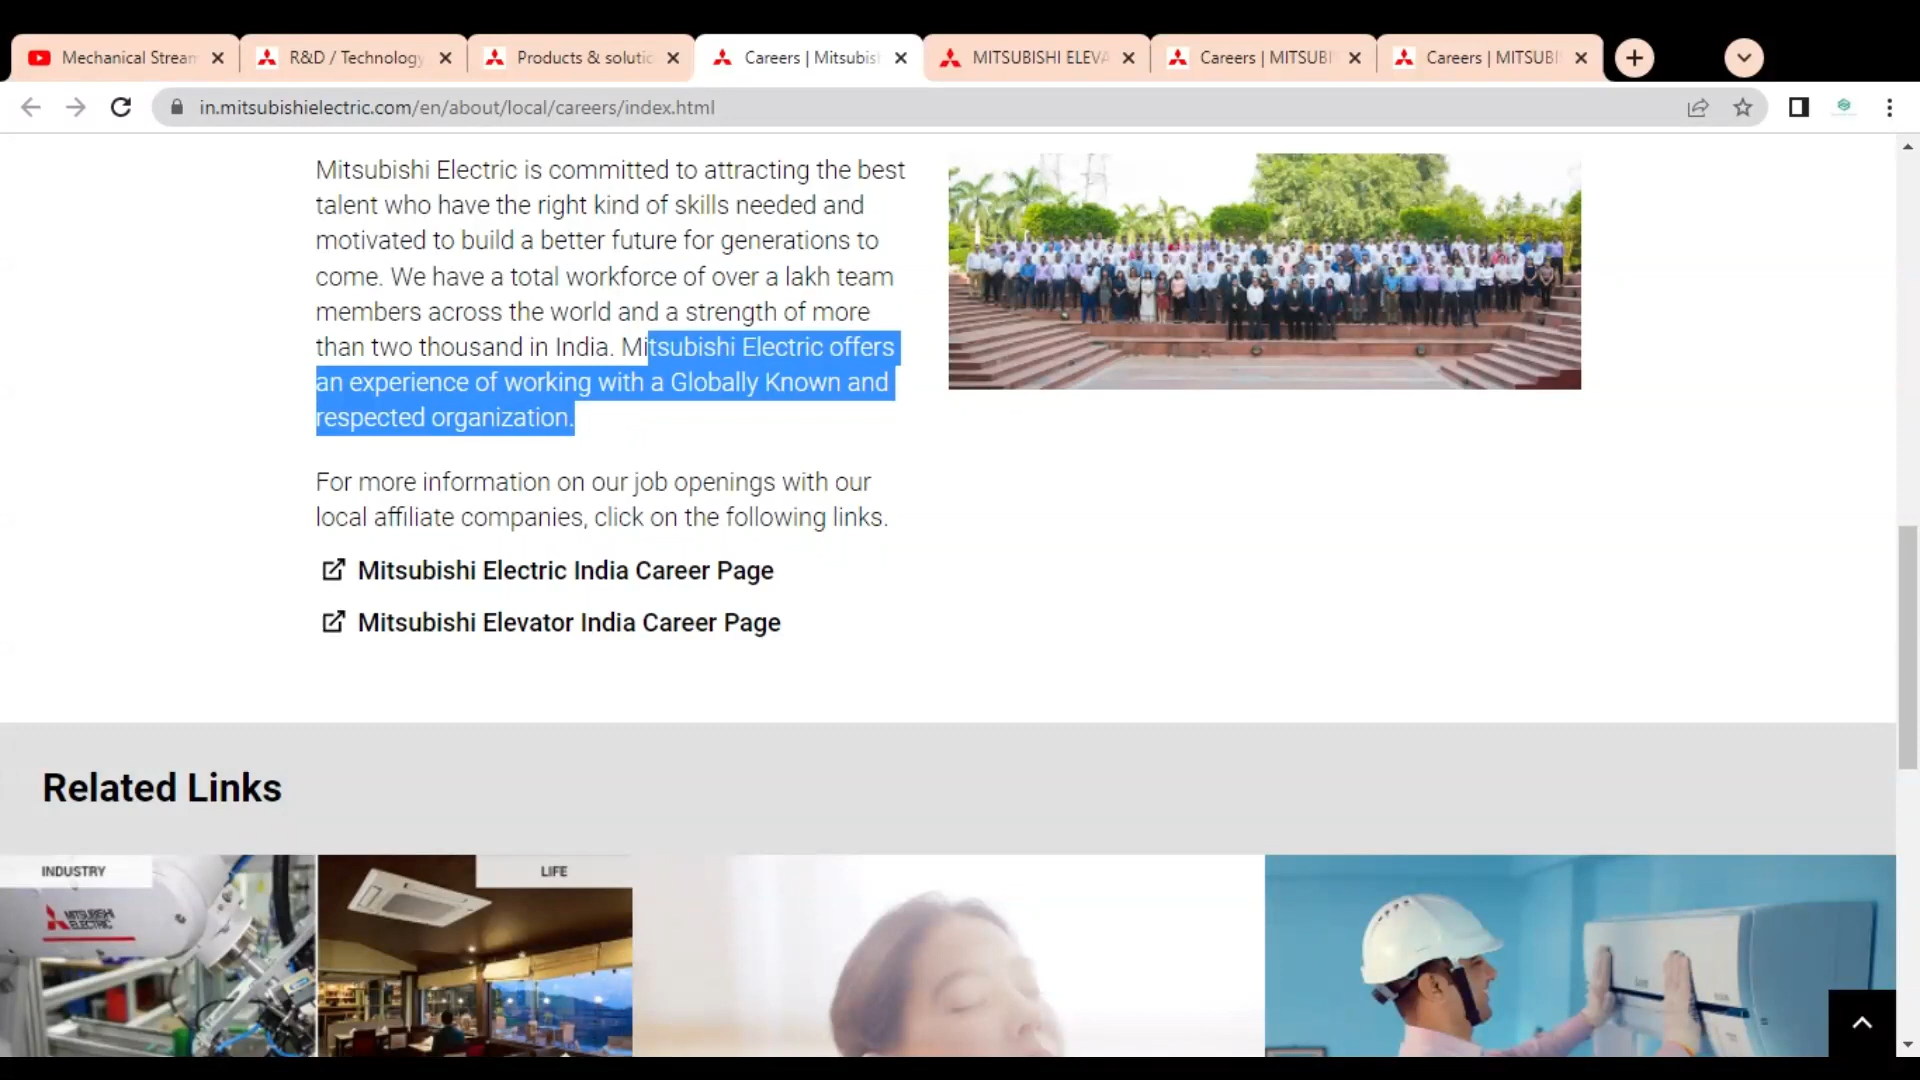 Mechanical Strean
R&D / Technology
Products & solutic
Careers | Mitsubis
MITSUBISHI ELEVA
Careers | MITSUBI
Careers | MITSUBI
in.mitsubishielectric.com/en/about/local/careers/index.html
Mitsubishi Electric is committed to attracting the best
talent who have the right kind of skills needed and
motivated to build a better future for generations to
come. We have a total workforce of over a lakh team
members across the world and a strength of more
than two thousand in India. Mitsubishi Electric offers
an experience of working with a Globally Known and
respected organization.
For more information on our job openings with our
local affiliate companies, click on the following links.
Mitsubishi Electric India Career Page
Mitsubishi Elevator India Career Page
Related Links
INDUSTRY
LIFE
MITSUBISHI
ELECTRIC